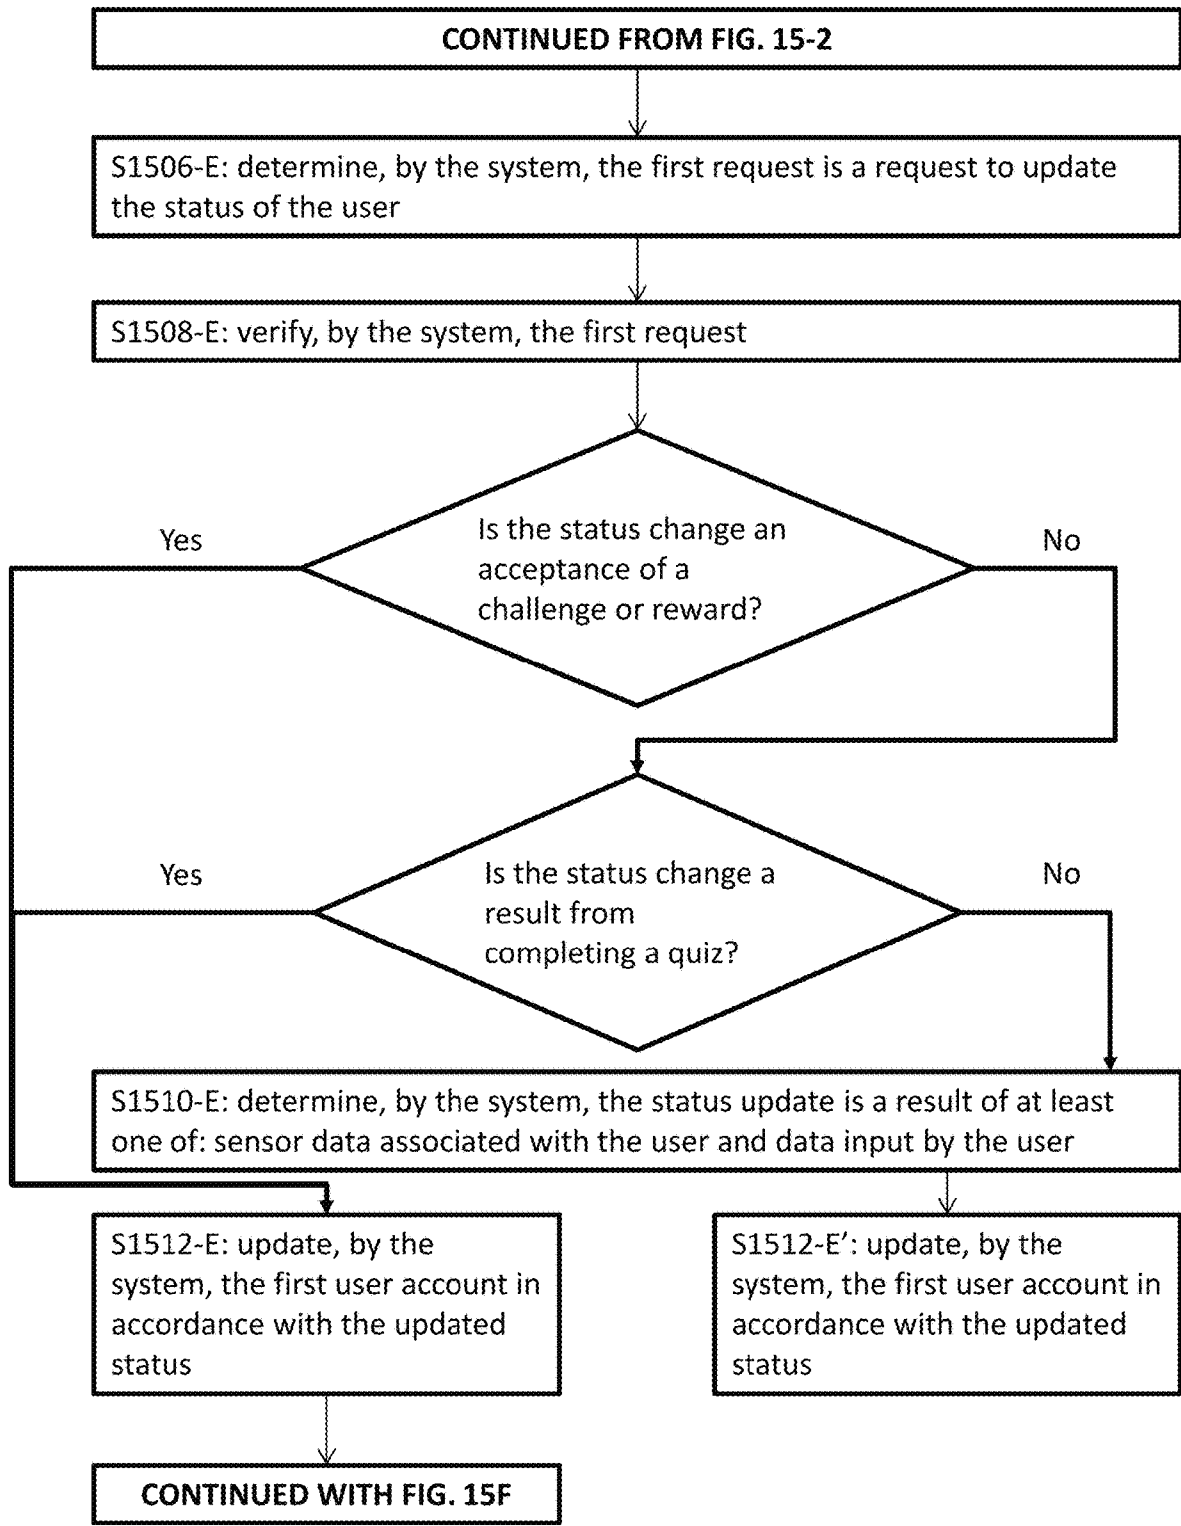 CONTINUED FROM FIG. 15-2
S1506-E: determine, by the system, the first request is a request to update
the status of the user
S1508-E: verify, by the system, the first request
Is the status change an
acceptance of a
challenge or reward?
Yes
No
Is the status change a
result from
completing a quiz?
Yes
No
S1510-E: determine, by the system, the status update is a result of at least
one of: sensor data associated with the user and data input by the user
S1512-E: update, by the
system, the first user account in
accordance with the updated
status
S1512-E’: update, by the
system, the first user account in
accordance with the updated
status
CONTINUED WITH FIG. 15F